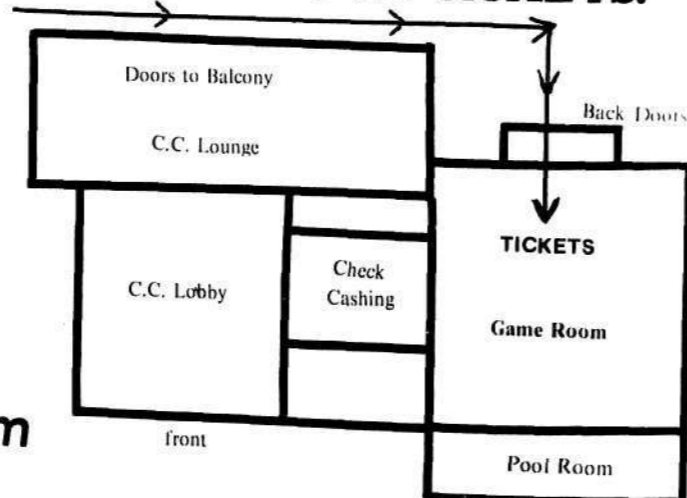 Doors to Balcony
C.C. Lounge
Back Doors
TICKETS
Game Room
Check
Cashing
C.C. Lobby
front
Pool Room